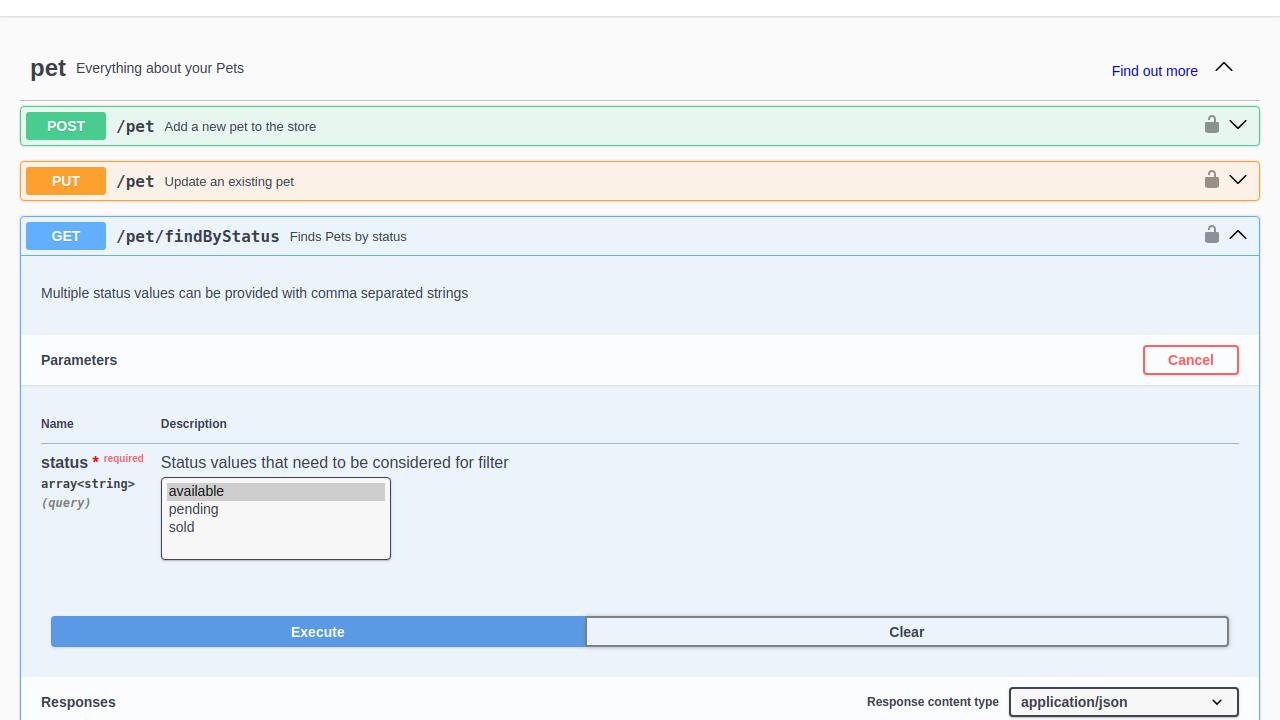 pet Everything about your Pets Find out more
POST /pet Add a new pet to the store
PUT /pet Update an existing pet
GET /pet/findByStatus Finds Pets by status
Multiple status values can be provided with comma separated strings
Parameters Cancel
Name Description
status * required Status values that need to be considered for filter
array<string>
(query)
available
pending
sold
Execute Clear
Responses Response content type application/json